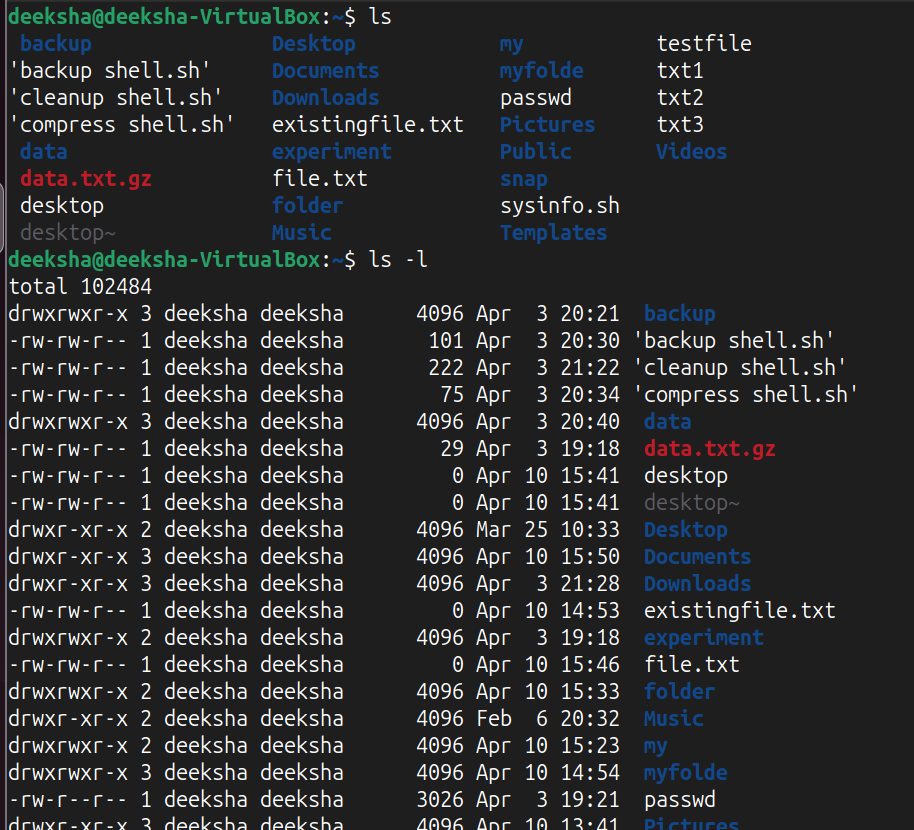 deeksha@deeksha-VirtualBox:~$ ls
 backup               Desktop            my           testfile
'backup shell.sh'     Documents          myfolde      txt1
'cleanup shell.sh'    Downloads          passwd       txt2
'compress shell.sh'   existingfile.txt   Pictures     txt3
 data                 experiment         Public       Videos
 data.txt.gz          file.txt           snap
 desktop              folder             sysinfo.sh
 desktop~             Music              Templates
deeksha@deeksha-VirtualBox:~$ ls -l
total 102484
drwxrwxr-x 3 deeksha deeksha      4096 Apr  3 20:21  backup
-rw-rw-r-- 1 deeksha deeksha       101 Apr  3 20:30 'backup shell.sh'
-rw-rw-r-- 1 deeksha deeksha       222 Apr  3 21:22 'cleanup shell.sh'
-rw-rw-r-- 1 deeksha deeksha        75 Apr  3 20:34 'compress shell.sh'
drwxrwxr-x 3 deeksha deeksha      4096 Apr  3 20:40  data
-rw-rw-r-- 1 deeksha deeksha        29 Apr  3 19:18  data.txt.gz
-rw-rw-r-- 1 deeksha deeksha         0 Apr 10 15:41  desktop
-rw-rw-r-- 1 deeksha deeksha         0 Apr 10 15:41  desktop~
drwxr-xr-x 2 deeksha deeksha      4096 Mar 25 10:33  Desktop
drwxr-xr-x 3 deeksha deeksha      4096 Apr 10 15:50  Documents
drwxr-xr-x 3 deeksha deeksha      4096 Apr  3 21:28  Downloads
-rw-rw-r-- 1 deeksha deeksha         0 Apr 10 14:53  existingfile.txt
drwxrwxr-x 2 deeksha deeksha      4096 Apr  3 19:18  experiment
-rw-rw-r-- 1 deeksha deeksha         0 Apr 10 15:46  file.txt
drwxrwxr-x 2 deeksha deeksha      4096 Apr 10 15:33  folder
drwxr-xr-x 2 deeksha deeksha      4096 Feb  6 20:32  Music
drwxrwxr-x 2 deeksha deeksha      4096 Apr 10 15:23  my
drwxrwxr-x 3 deeksha deeksha      4096 Apr 10 14:54  myfolde
-rw-r--r-- 1 deeksha deeksha      3026 Apr  3 19:21  passwd
drwxr-xr-x 3 deeksha deeksha      4096 Apr 10 13:41  Pictures